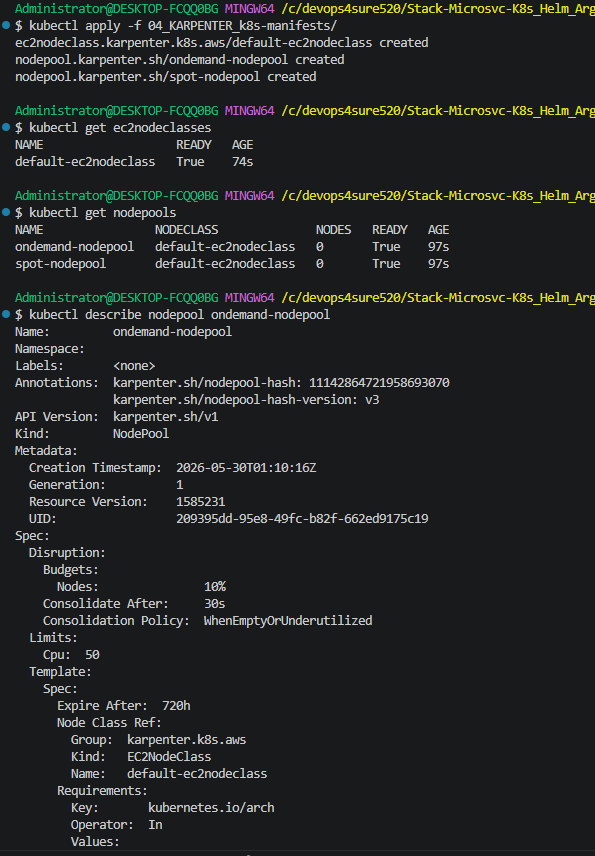 Administrator@DESKTOP-FCQQ0BG MINGW64 /c/devops4sure520/Stack-Microsvc-K8s_Helm_Arg
$ kubectl apply -f 04_KARPENTER_k8s-manifests/
ec2nodeclass.karpenter.k8s.aws/default-ec2nodeclass created
nodepool.karpenter.sh/ondemand-nodepool created
nodepool.karpenter.sh/spot-nodepool created

Administrator@DESKTOP-FCQQ0BG MINGW64 /c/devops4sure520/Stack-Microsvc-K8s_Helm_Arg
$ kubectl get ec2nodeclasses
NAME                   READY   AGE
default-ec2nodeclass   True    74s

Administrator@DESKTOP-FCQQ0BG MINGW64 /c/devops4sure520/Stack-Microsvc-K8s_Helm_Arg
$ kubectl get nodepools
NAME                NODECLASS              NODES   READY   AGE
ondemand-nodepool   default-ec2nodeclass   0       True    97s
spot-nodepool       default-ec2nodeclass   0       True    97s

Administrator@DESKTOP-FCQQ0BG MINGW64 /c/devops4sure520/Stack-Microsvc-K8s_Helm_Arg
$ kubectl describe nodepool ondemand-nodepool
Name:         ondemand-nodepool
Namespace:
Labels:       <none>
Annotations:  karpenter.sh/nodepool-hash: 11142864721958693070
              karpenter.sh/nodepool-hash-version: v3
API Version:  karpenter.sh/v1
Kind:         NodePool
Metadata:
  Creation Timestamp:  2026-05-30T01:10:16Z
  Generation:          1
  Resource Version:    1585231
  UID:                 209395dd-95e8-49fc-b82f-662ed9175c19
Spec:
  Disruption:
    Budgets:
      Nodes:               10%
    Consolidate After:     30s
    Consolidation Policy:  WhenEmptyOrUnderutilized
  Limits:
    Cpu:  50
  Template:
    Spec:
      Expire After:  720h
      Node Class Ref:
        Group:  karpenter.k8s.aws
        Kind:   EC2NodeClass
        Name:   default-ec2nodeclass
      Requirements:
        Key:       kubernetes.io/arch
        Operator:  In
        Values: